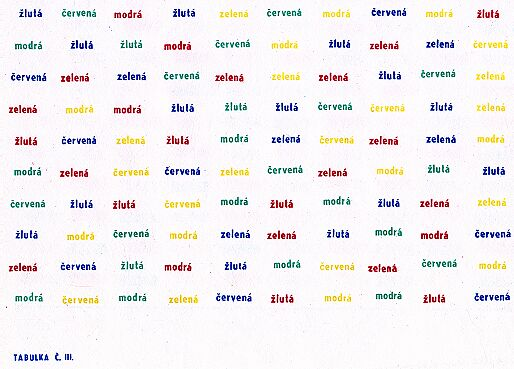 žlutá červená modrá žlutá zelená červená modrá červená modrá žlutá
modrá žlutá žlutá modrá červená modrá žlutá zelená zelená červená
červená zelená zelená červená zelená zelená zelená žlutá červená zelená
zelená modrá modrá žlutá žlutá žlutá červená červená žlutá zelená
žlutá červená zelená žlutá modrá zelená červená zelená zelená modrá
modrá zelená červená červená zelená červená zelená modrá žlutá žlutá
červená žlutá žlutá červená modrá žlutá modrá žlutá zelená zelená
žlutá modrá červená modrá zelená zelená žlutá modrá modrá červená
zelená červená žlutá modrá žlutá modrá červená zelená červená modrá
modrá červená modrá zelená červená žlutá modrá modrá žlutá červená
TABULKA Č. III.